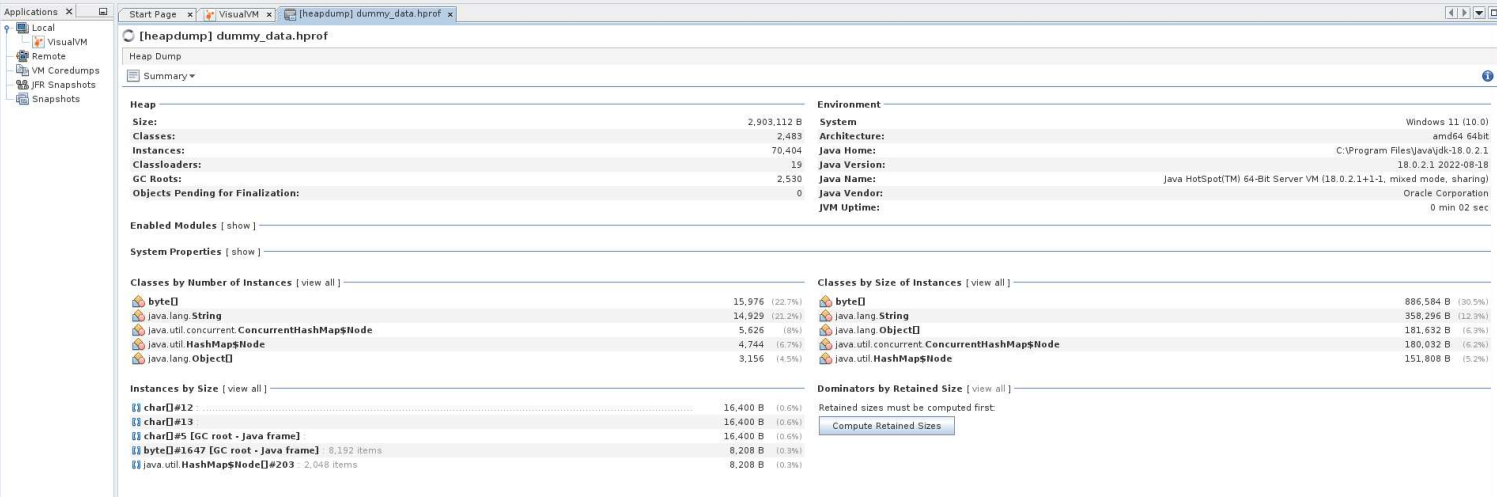 Applications
Start Page
VisualVM
[heapdump] dummy_data.hprof
Local
VisualVM
Remote
VM Coredumps
JFR Snapshots
Snapshots
[heapdump] dummy_data.hprof
Heap Dump
Summary
Heap
Size: 2,903,112 B
Classes: 2,483
Instances: 70,404
Classloaders: 19
GC Roots: 2,530
Objects Pending for Finalization: 0
Environment
System Windows 11 (10.0)
Architecture: amd64 64bit
Java Home: C:\Program Files\Java\jdk-18.0.2.1
Java Version: 18.0.2.1 2022-08-18
Java Name: Java HotSpot(TM) 64-Bit Server VM (18.0.2.1+1-1, mixed mode, sharing)
Java Vendor: Oracle Corporation
JVM Uptime: 0 min 02 sec
Enabled Modules [ show ]
System Properties [ show ]
Classes by Number of Instances [ view all ]
byte[] 15,976 (22.7%)
java.lang.String 14,929 (21.2%)
java.util.concurrent.ConcurrentHashMap$Node 5,626 (8%)
java.util.HashMap$Node 4,744 (6.7%)
java.lang.Object[] 3,156 (4.5%)
Classes by Size of Instances [ view all ]
byte[] 886,584 B (30.5%)
java.lang.String 358,296 B (12.3%)
java.lang.Object[] 181,632 B (6.3%)
java.util.concurrent.ConcurrentHashMap$Node 180,032 B (6.2%)
java.util.HashMap$Node 151,808 B (5.2%)
Instances by Size [ view all ]
char[]#12 : 16,400 B (0.6%)
char[]#13 : 16,400 B (0.6%)
char[]#5 [GC root - Java frame] : 16,400 B (0.6%)
byte[]#1647 [GC root - Java frame] : 8,192 items 8,208 B (0.3%)
java.util.HashMap$Node[]#203 : 2,048 items 8,208 B (0.3%)
Dominators by Retained Size [ view all ]
Retained sizes must be computed first:
Compute Retained Sizes